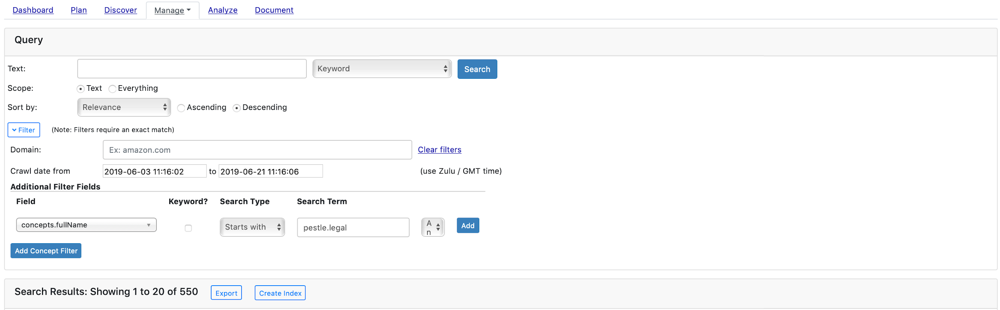 Dashboard Plan Discover Manage Analyze Document
Query
Text: Keyword Search
Scope: Text Everything
Sort by: Relevance Ascending Descending
Filter (Note: Filters require an exact match)
Domain: Ex: amazon.com Clear filters
Crawl date from 2019-06-03 11:16:02 to 2019-06-21 11:16:06 (use Zulu / GMT time)
Additional Filter Fields
Field Keyword? Search Type Search Term
concepts.fullName Starts with pestle.legal An Add
Add Concept Filter
Search Results: Showing 1 to 20 of 550 Export Create Index